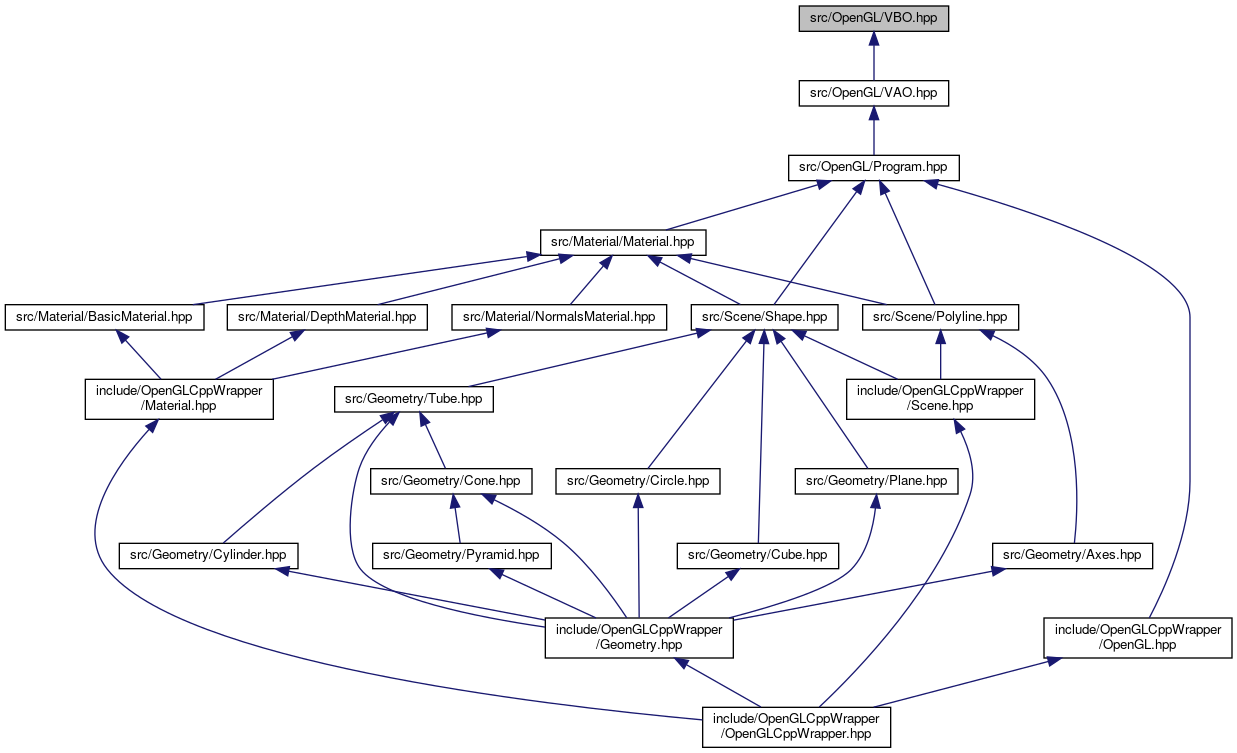 src/OpenGL/VBO.hpp
src/OpenGL/VAO.hpp
src/OpenGL/Program.hpp
src/Material/Material.hpp
src/Material/BasicMaterial.hpp
src/Material/DepthMaterial.hpp
src/Material/NormalsMaterial.hpp
src/Scene/Shape.hpp
src/Scene/Polyline.hpp
include/OpenGLCppWrapper
/Material.hpp
src/Geometry/Tube.hpp
include/OpenGLCppWrapper
/Scene.hpp
src/Geometry/Cone.hpp
src/Geometry/Circle.hpp
src/Geometry/Plane.hpp
src/Geometry/Cylinder.hpp
src/Geometry/Pyramid.hpp
src/Geometry/Cube.hpp
src/Geometry/Axes.hpp
include/OpenGLCppWrapper
/Geometry.hpp
include/OpenGLCppWrapper
/OpenGL.hpp
include/OpenGLCppWrapper
/OpenGLCppWrapper.hpp